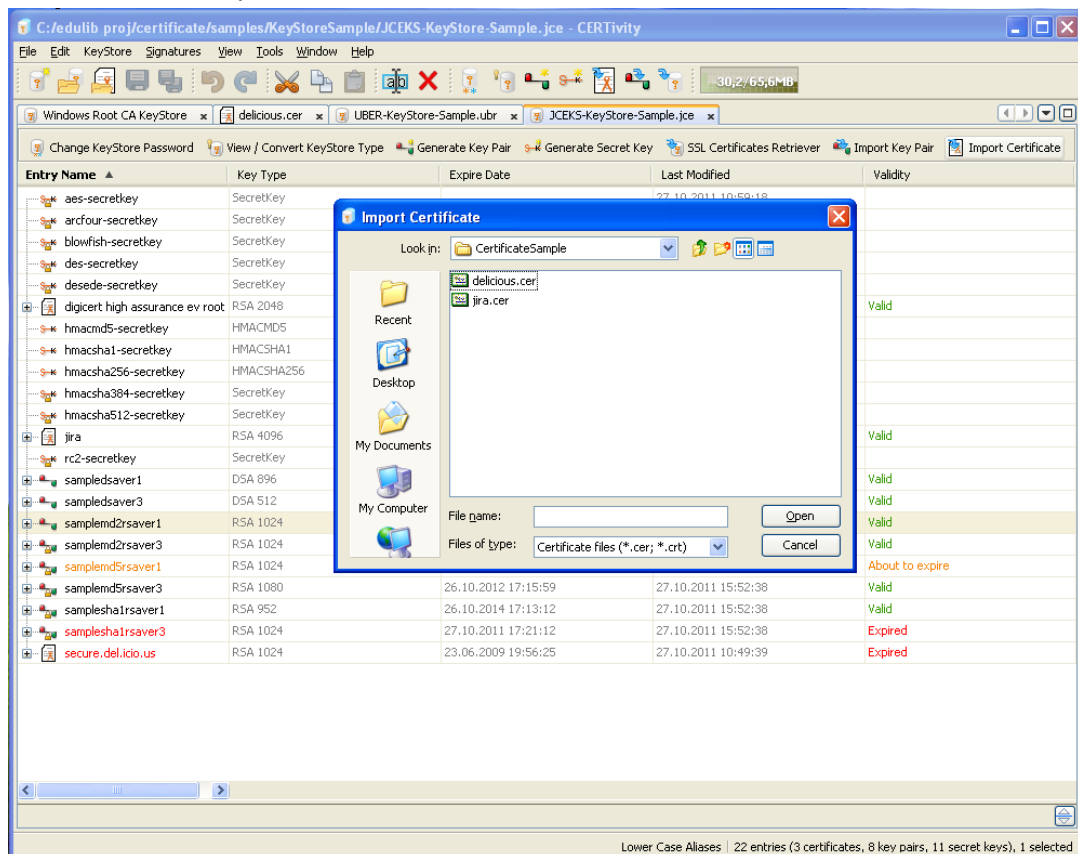 C:/edulib proj/certificate/samples/KeyStoreSample/JCEKS-KeyStore-Sample.jce - CERTivity
File Edit KeyStore Signatures View Tools Window Help
30,2/65,6MB
Windows Root CA KeyStore x delicious.cer x UBER-KeyStore-Sample.ubr x JCEKS-KeyStore-Sample.jce x
Change KeyStore Password View / Convert KeyStore Type Generate Key Pair Generate Secret Key SSL Certificates Retriever Import Key Pair Import Certificate
Entry Name Key Type Expire Date Last Modified Validity
aes-secretkey SecretKey 27.10.2011 10:59:18
arcfour-secretkey SecretKey
blowfish-secretkey SecretKey
des-secretkey SecretKey
desede-secretkey SecretKey
digicert high assurance ev root RSA 2048 Valid
hmacmd5-secretkey HMACMD5
hmacsha1-secretkey HMACSHA1
hmacsha256-secretkey HMACSHA256
hmacsha384-secretkey SecretKey
hmacsha512-secretkey SecretKey
jira RSA 4096 Valid
rc2-secretkey SecretKey
sampledsaver1 DSA 896 Valid
sampledsaver3 DSA 512 Valid
samplemd2rsaver1 RSA 1024 Valid
samplemd2rsaver3 RSA 1024 Valid
samplemd5rsaver1 RSA 1024 About to expire
samplemd5rsaver3 RSA 1080 26.10.2012 17:15:59 27.10.2011 15:52:38 Valid
samplesha1rsaver1 RSA 952 26.10.2014 17:13:12 27.10.2011 15:52:38 Valid
samplesha1rsaver3 RSA 1024 27.10.2011 17:21:12 27.10.2011 15:52:38 Expired
secure.del.icio.us RSA 1024 23.06.2009 19:56:25 27.10.2011 10:49:39 Expired
Import Certificate
Look in: CertificateSample
delicious.cer
jira.cer
Recent
Desktop
My Documents
My Computer
File name: Open
Files of type: Certificate files (*.cer; *.crt) Cancel
Lower Case Aliases 22 entries (3 certificates, 8 key pairs, 11 secret keys), 1 selected